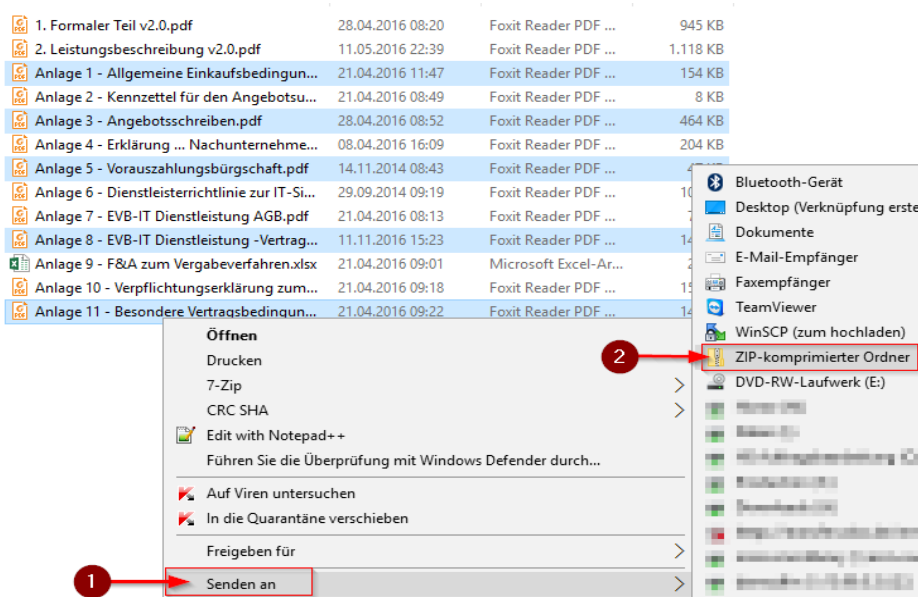 1. Formaler Teil v2.0.pdf 28.04.2016 08:20 Foxit Reader PDF ... 945 KB
2. Leistungsbeschreibung v2.0.pdf 11.05.2016 22:39 Foxit Reader PDF ... 1.118 KB
Anlage 1 - Allgemeine Einkaufsbedingun... 21.04.2016 11:47 Foxit Reader PDF ... 154 KB
Anlage 2 - Kennzettel für den Angebotsu... 21.04.2016 08:49 Foxit Reader PDF ... 8 KB
Anlage 3 - Angebotsschreiben.pdf 28.04.2016 08:52 Foxit Reader PDF ... 464 KB
Anlage 4 - Erklärung ... Nachunternehme... 08.04.2016 16:09 Foxit Reader PDF ... 204 KB
Anlage 5 - Vorauszahlungsbürgschaft.pdf 14.11.2014 08:43 Foxit Reader PDF ...
Anlage 6 - Dienstleisterrichtlinie zur IT-Si... 29.09.2014 09:19 Foxit Reader PDF ...
Anlage 7 - EVB-IT Dienstleistung AGB.pdf 21.04.2016 08:13 Foxit Reader PDF ...
Anlage 8 - EVB-IT Dienstleistung -Vertrag... 11.11.2016 15:23 Foxit Reader PDF ...
Anlage 9 - F&A zum Vergabeverfahren.xlsx 21.04.2016 09:01 Microsoft Excel-Ar...
Anlage 10 - Verpflichtungserklärung zum... 21.04.2016 09:18 Foxit Reader PDF ...
Anlage 11 - Besondere Vertragsbedingun... 21.04.2016 09:22 Foxit Reader PDF ...
Öffnen
Drucken
7-Zip
CRC SHA
Edit with Notepad++
Führen Sie die Überprüfung mit Windows Defender durch...
Auf Viren untersuchen
In die Quarantäne verschieben
Freigeben für
1 Senden an
Bluetooth-Gerät
Desktop (Verknüpfung erste
Dokumente
E-Mail-Empfänger
Faxempfänger
TeamViewer
WinSCP (zum hochladen)
2 ZIP-komprimierter Ordner
DVD-RW-Laufwerk (E:)